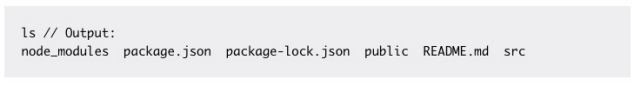 ls // Output:
node_modules  package.json  package-lock.json  public  README.md  src